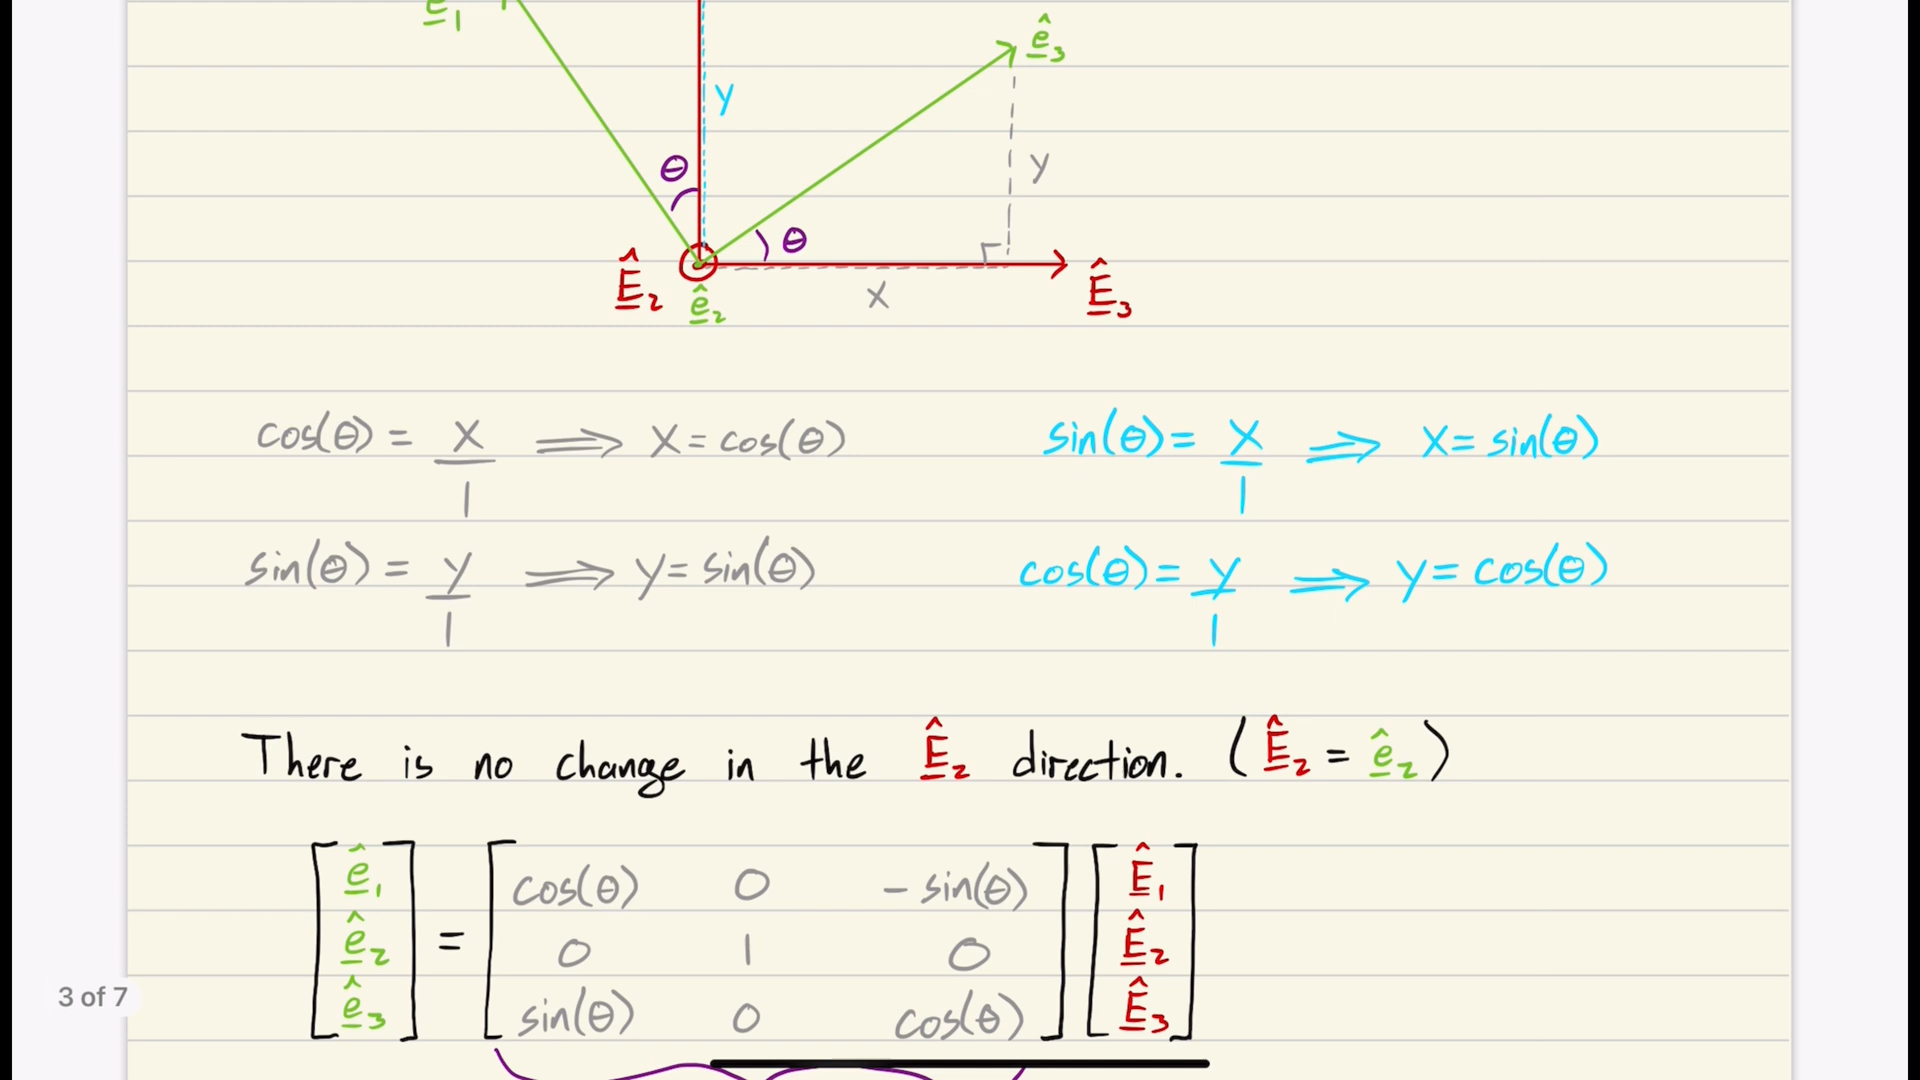 ê₁
ê₃
y
y
θ
θ
Ê₂
ê₂
x
Ê₃
cos(θ) = x/1 ⟹ x = cos(θ)
sin(θ) = x/1 ⟹ x = sin(θ)
sin(θ) = y/1 ⟹ y = sin(θ)
cos(θ) = y/1 ⟹ y = cos(θ)
There is no change in the Ê₂ direction. (Ê₂ = ê₂)
[ê₁] [cos(θ) 0 -sin(θ)] [Ê₁]
[ê₂] = [0 1 0] [Ê₂]
[ê₃] [sin(θ) 0 cos(θ)] [Ê₃]
3 of 7